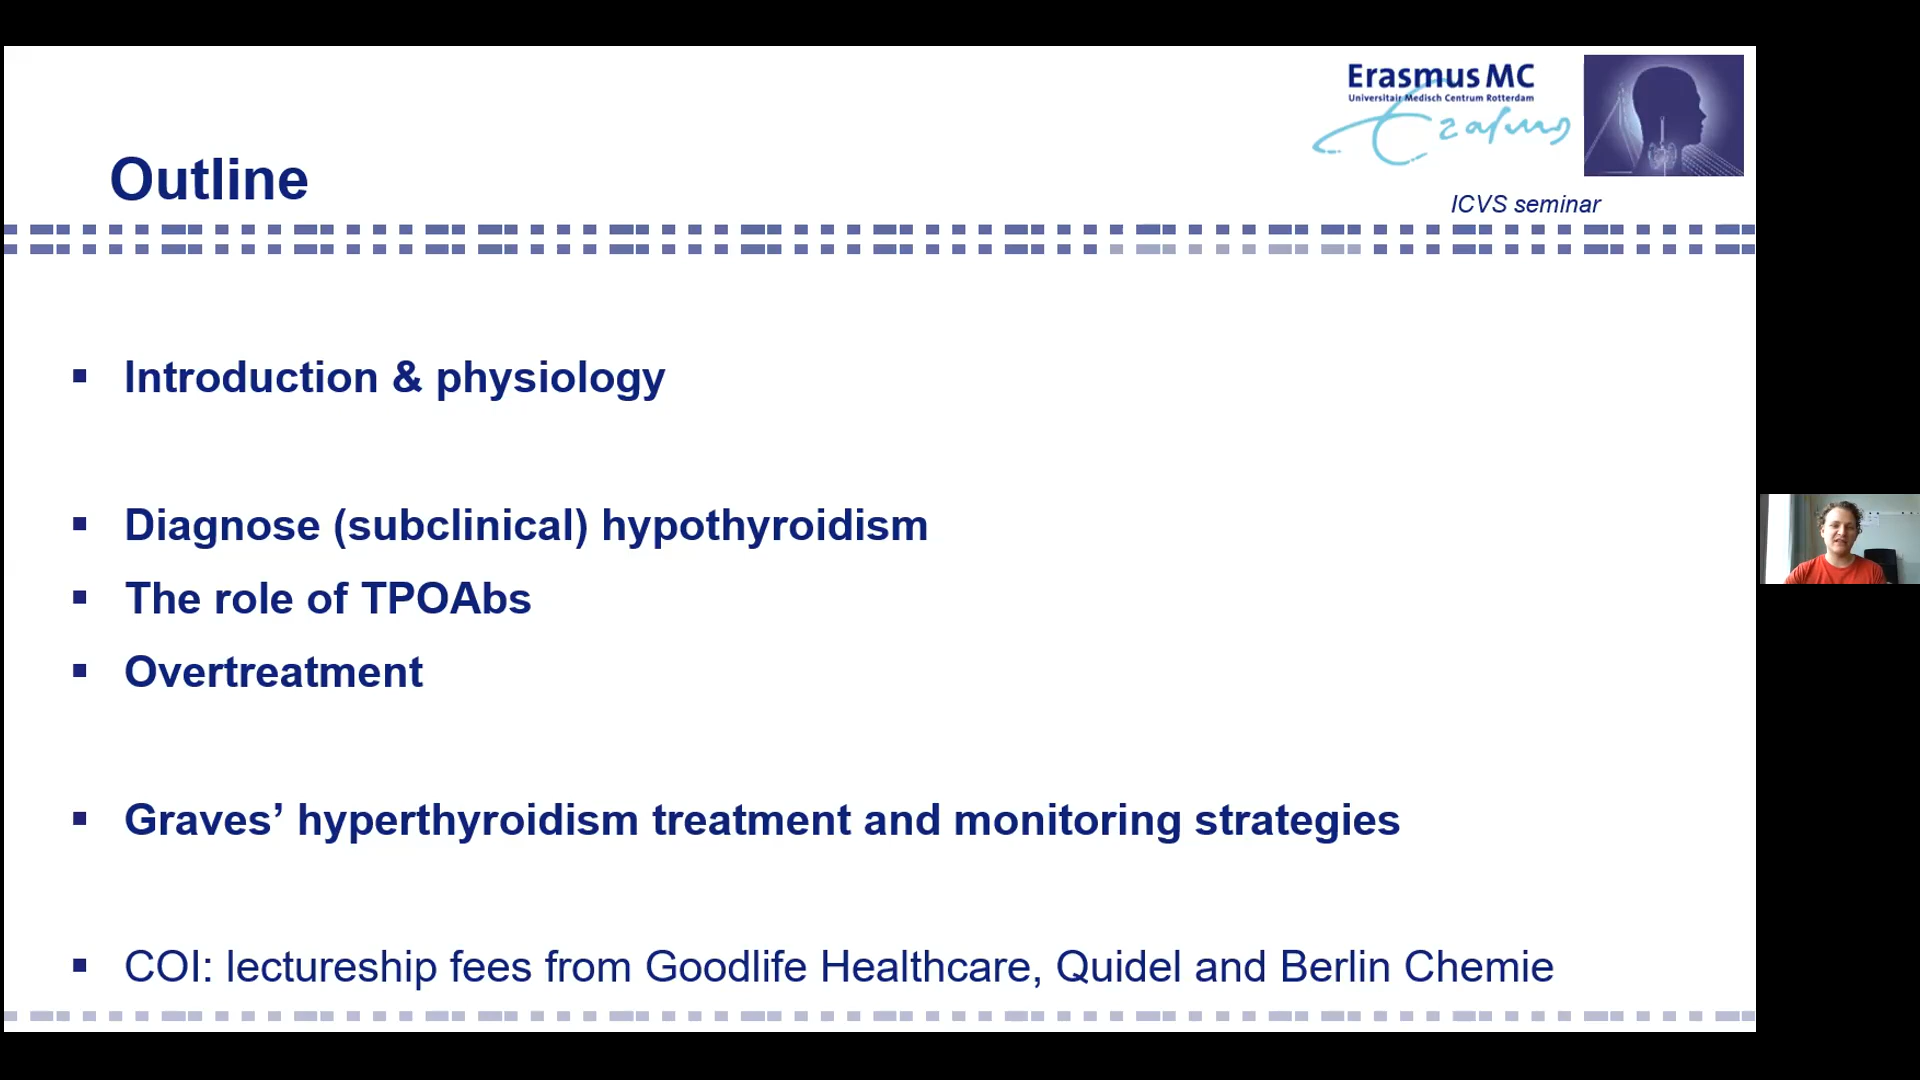 Erasmus MC
Universitair Medisch Centrum Rotterdam
Erasmus
Outline
ICVS seminar
▪ Introduction & physiology
▪ Diagnose (subclinical) hypothyroidism
▪ The role of TPOAbs
▪ Overtreatment
▪ Graves’ hyperthyroidism treatment and monitoring strategies
▪ COI: lectureship fees from Goodlife Healthcare, Quidel and Berlin Chemie